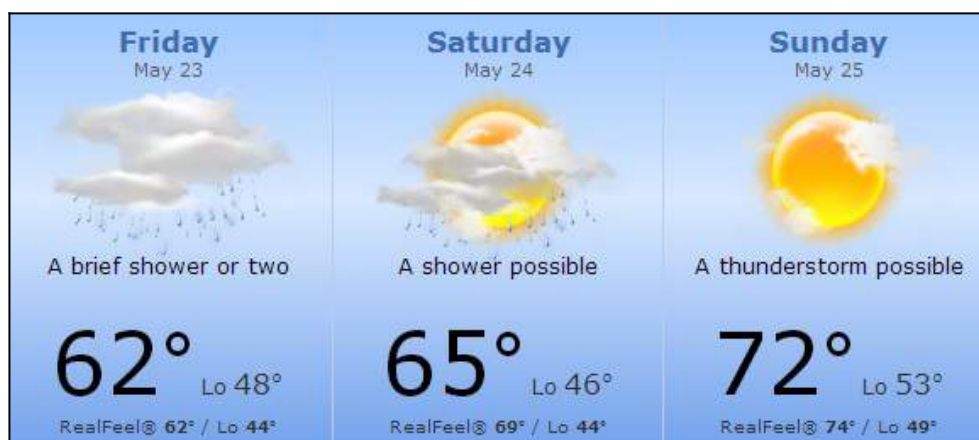 Friday
May 23
A brief shower or two
62° Lo 48°
RealFeel® 62° / Lo 44°
Saturday
May 24
A shower possible
65° Lo 46°
RealFeel® 69° / Lo 44°
Sunday
May 25
A thunderstorm possible
72° Lo 53°
RealFeel® 74° / Lo 49°